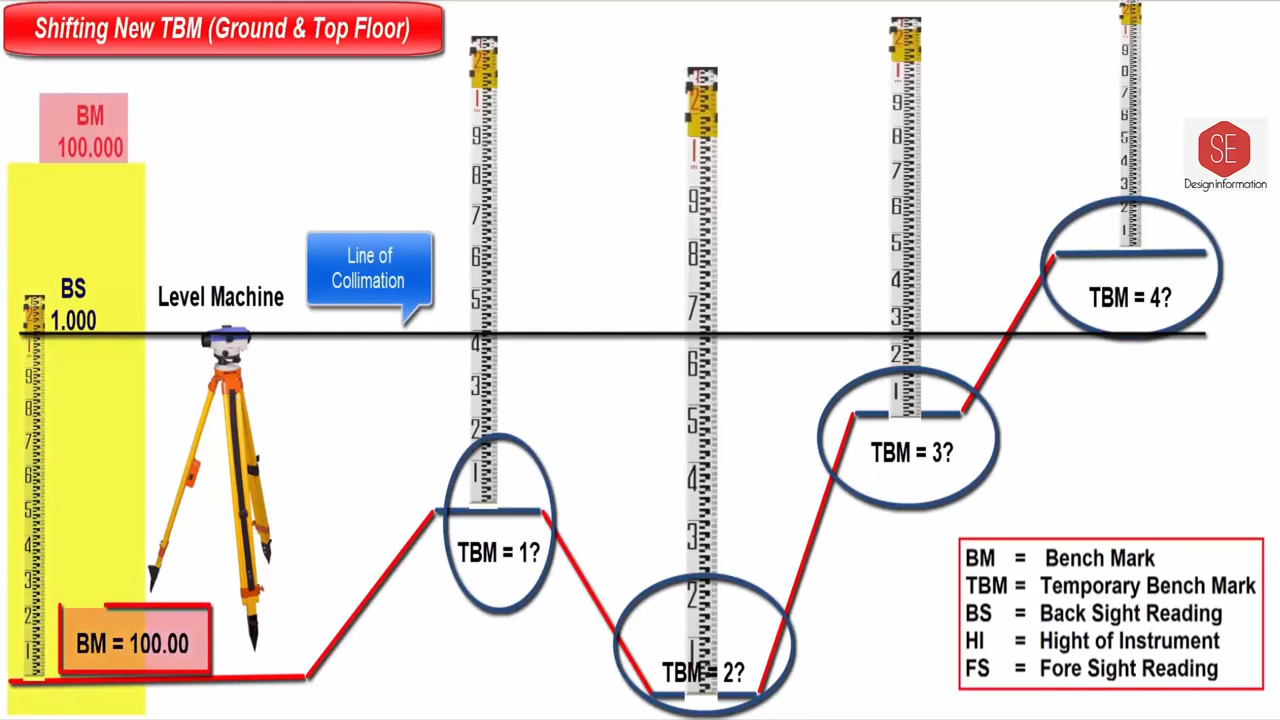 Shifting New TBM (Ground & Top Floor)
BM
100.000
BS
1.000
Level Machine
Line of
Collimation
SE
Design Information
TBM = 1?
TBM = 2?
TBM = 3?
TBM = 4?
BM = 100.00
BM = Bench Mark
TBM = Temporary Bench Mark
BS = Back Sight Reading
HI = Hight of Instrument
FS = Fore Sight Reading